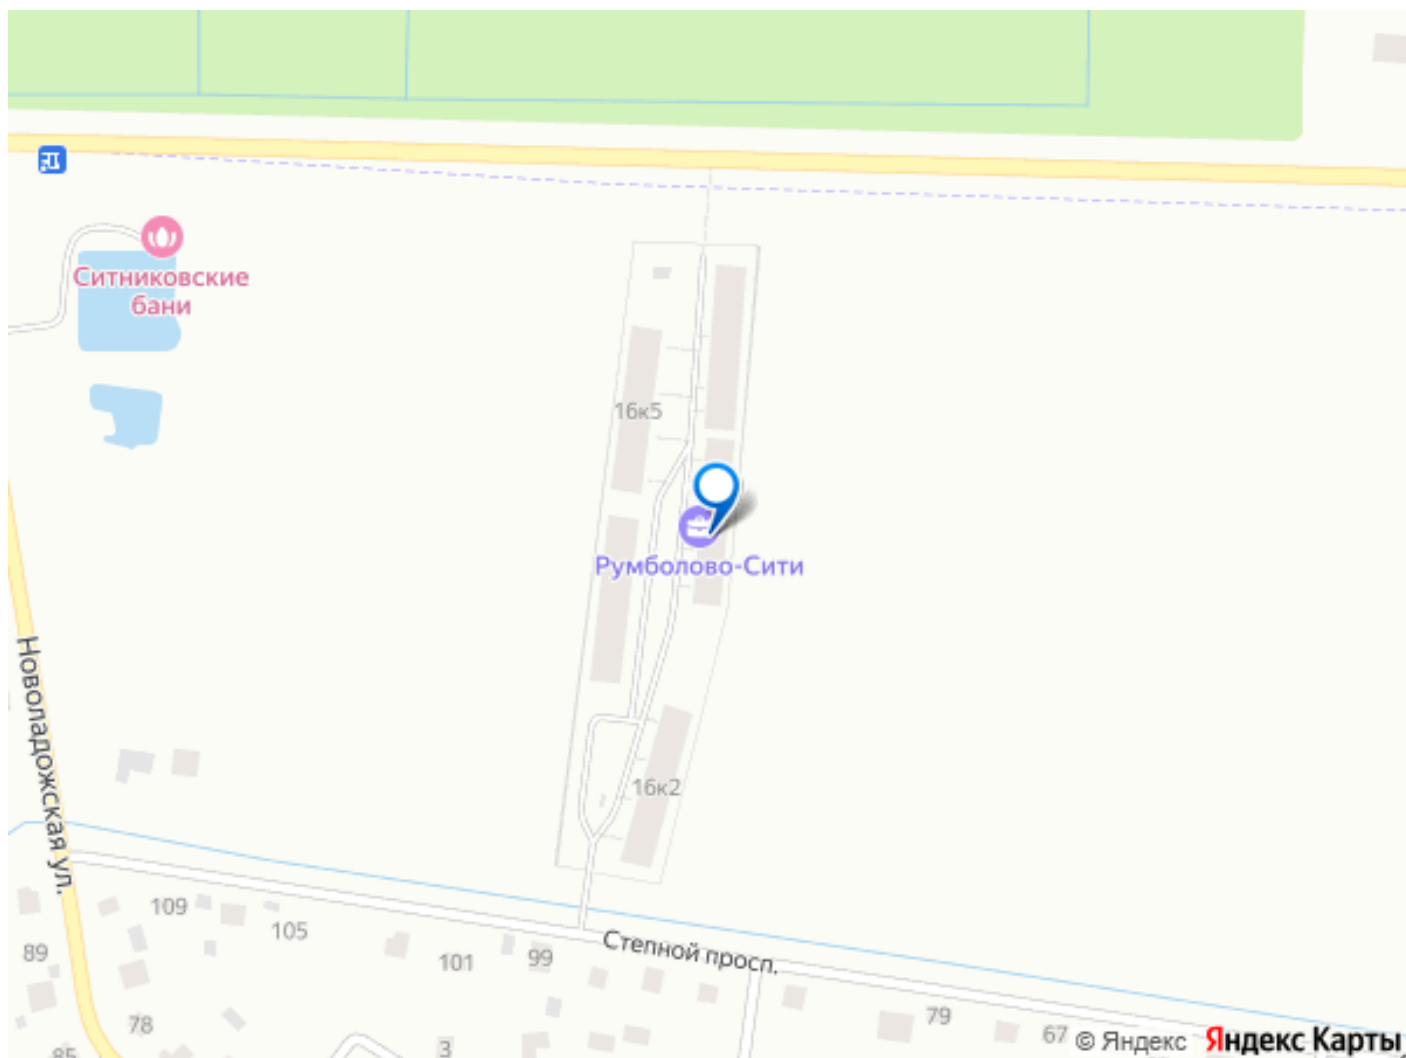 Ситниковские
бани
16к5
Румболово-Сити
Новоладожская ул.
16к2
109
105
89
101
99
Степной просп.
78
79
67
85
3
© Яндекс
Яндекс Карты